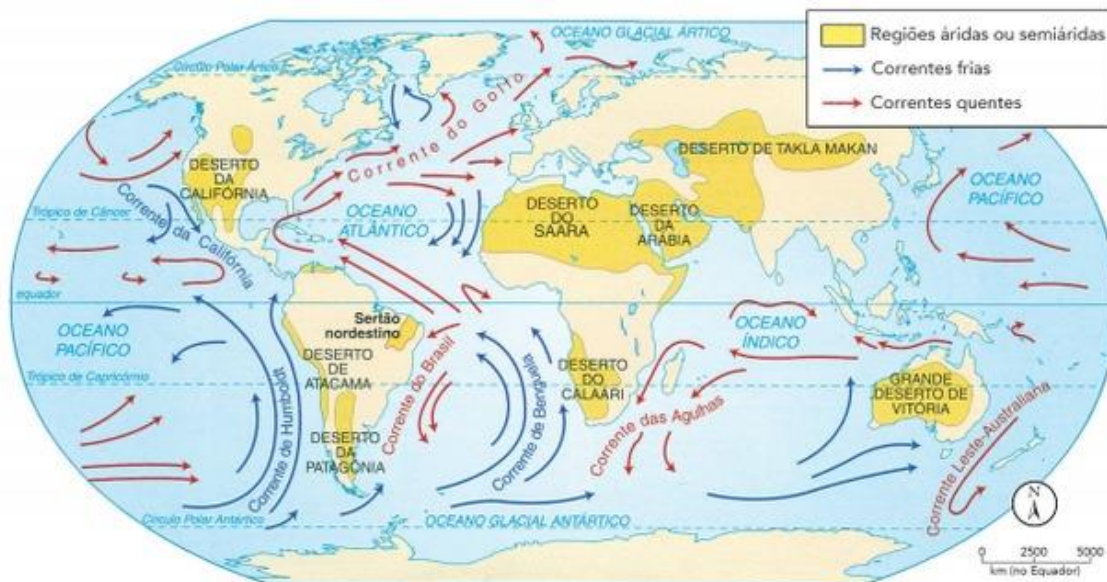 OCEANO GLACIAL ÁRTICO
Regiões áridas ou semiáridas
Correntes frias
Correntes quentes
Círculo Polar Ártico
Corrente do Golfo
DESERTO
DA
CALIFÓRNIA
DESERTO DE TAKLA MAKAN
Trópico de Câncer
Corrente da Califórnia
OCEANO
ATLÂNTICO
DESERTO
DO
SAARA
DESERTO
DA
ARÁBIA
OCEANO
PACÍFICO
equador
OCEANO
PACÍFICO
Sertão
nordestino
OCEANO
ÍNDICO
Trópico de Capricórnio
DESERTO
DE
ATACAMA
Corrente do Brasil
Corrente de Benguela
DESERTO
DO
CALAARI
GRANDE
DESERTO DE
VITÓRIA
Corrente de Humboldt
DESERTO
DA
PATAGÔNIA
Corrente das Agulhas
Corrente Leste-Australiana
Círculo Polar Antártico
OCEANO GLACIAL ANTÁRTICO
N
0 2500 5000
km (no Equador)